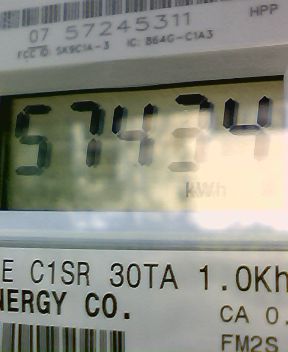 HPP
07 57245311
FCC ID: SK9C1A-3 IC: 864G-C1A3
57434
kWh
E C1SR 30TA 1.0Kh
NERGY CO.
CA 0.
FM2S